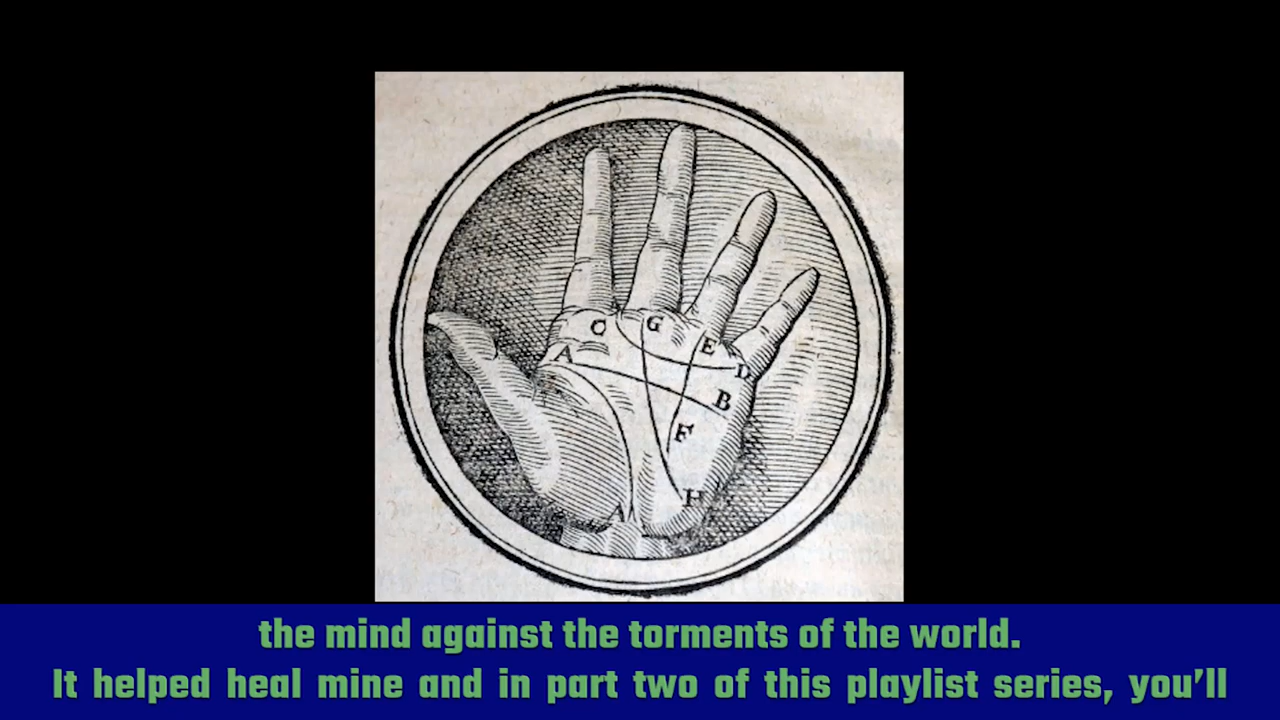 C G
E
A
D
B
F
H
A
the mind against the torments of the world.
It helped heal mine and in part two of this playlist series, you'll